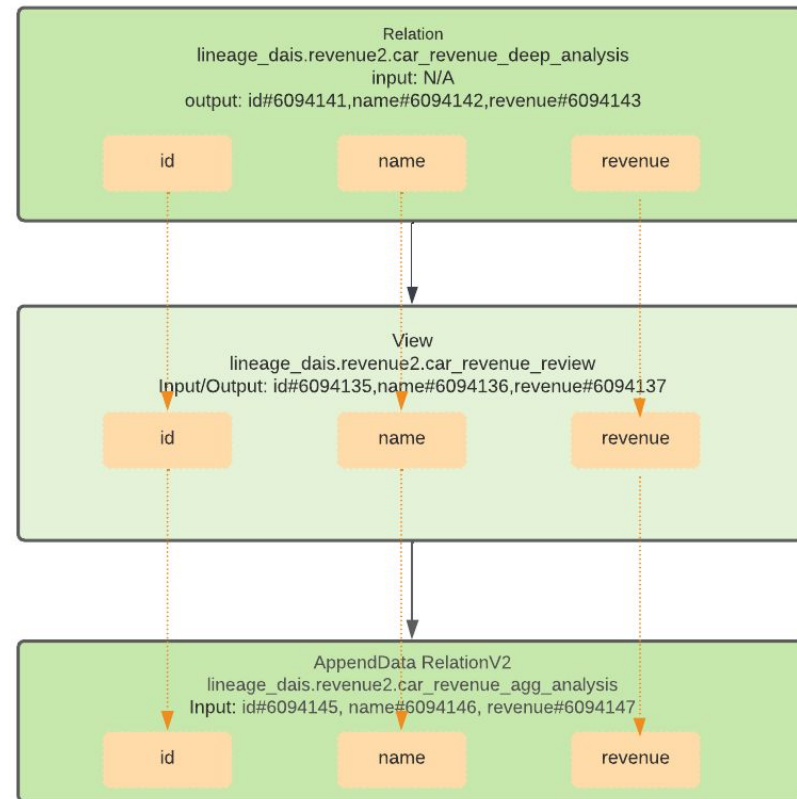 Relation
lineage_dais.revenue2.car_revenue_deep_analysis
input: N/A
output: id#6094141,name#6094142,revenue#6094143
id name revenue
View
lineage_dais.revenue2.car_revenue_review
Input/Output: id#6094135,name#6094136,revenue#6094137
id name revenue
AppendData RelationV2
lineage_dais.revenue2.car_revenue_agg_analysis
Input: id#6094145, name#6094146, revenue#6094147
id name revenue